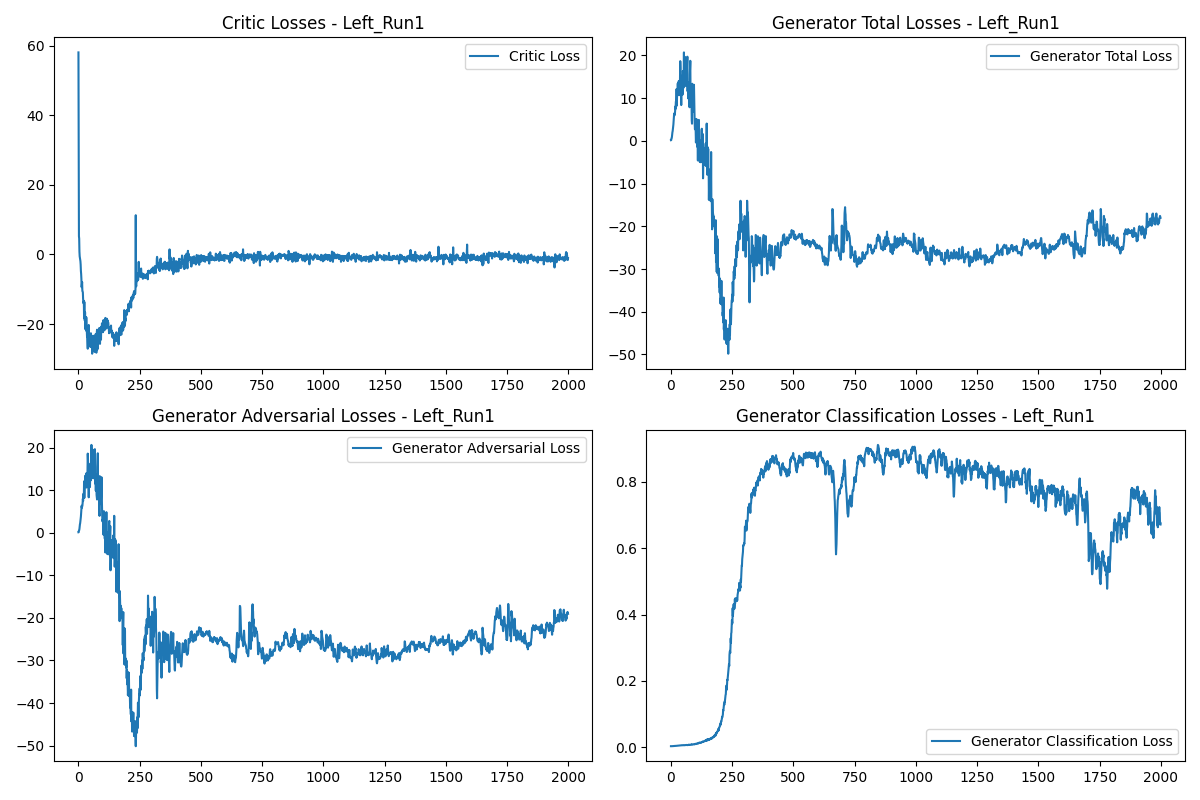 Critic Losses - Left_Run1
Critic Loss
60
40
20
0
−20
0 250 500 750 1000 1250 1500 1750 2000
Generator Total Losses - Left_Run1
Generator Total Loss
20
10
0
−10
−20
−30
−40
−50
0 250 500 750 1000 1250 1500 1750 2000
Generator Adversarial Losses - Left_Run1
Generator Adversarial Loss
20
10
0
−10
−20
−30
−40
−50
0 250 500 750 1000 1250 1500 1750 2000
Generator Classification Losses - Left_Run1
0.8
0.6
0.4
0.2
0.0
Generator Classification Loss
0 250 500 750 1000 1250 1500 1750 2000